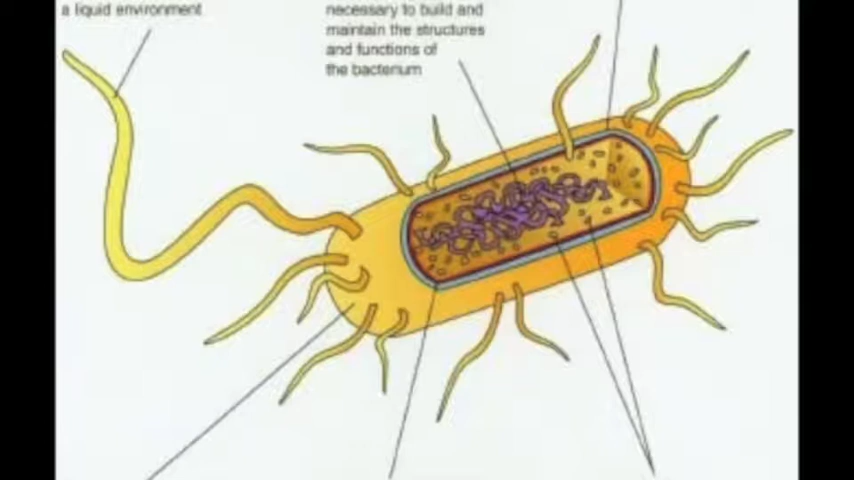 a liquid environment
necessary to build and
maintain the structures
and functions of
the bacterium